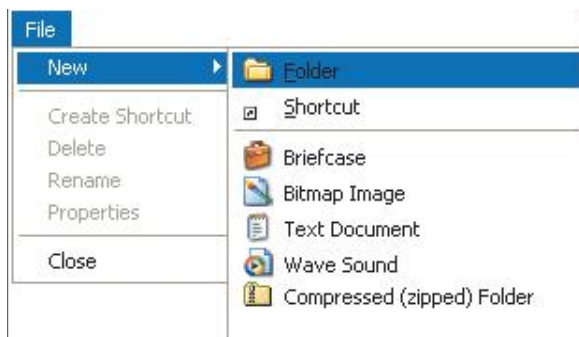 File
New
Create Shortcut
Delete
Rename
Properties
Close
Folder
Shortcut
Briefcase
Bitmap Image
Text Document
Wave Sound
Compressed (zipped) Folder